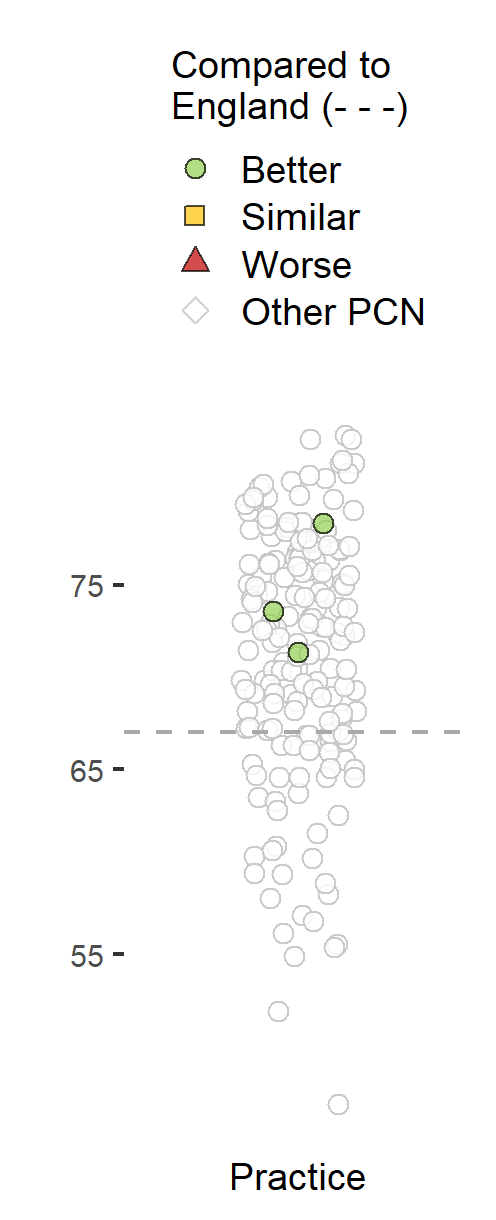 Compared to
England (- - -)
Better
Similar
Worse
Other PCN
75
65
55
Practice